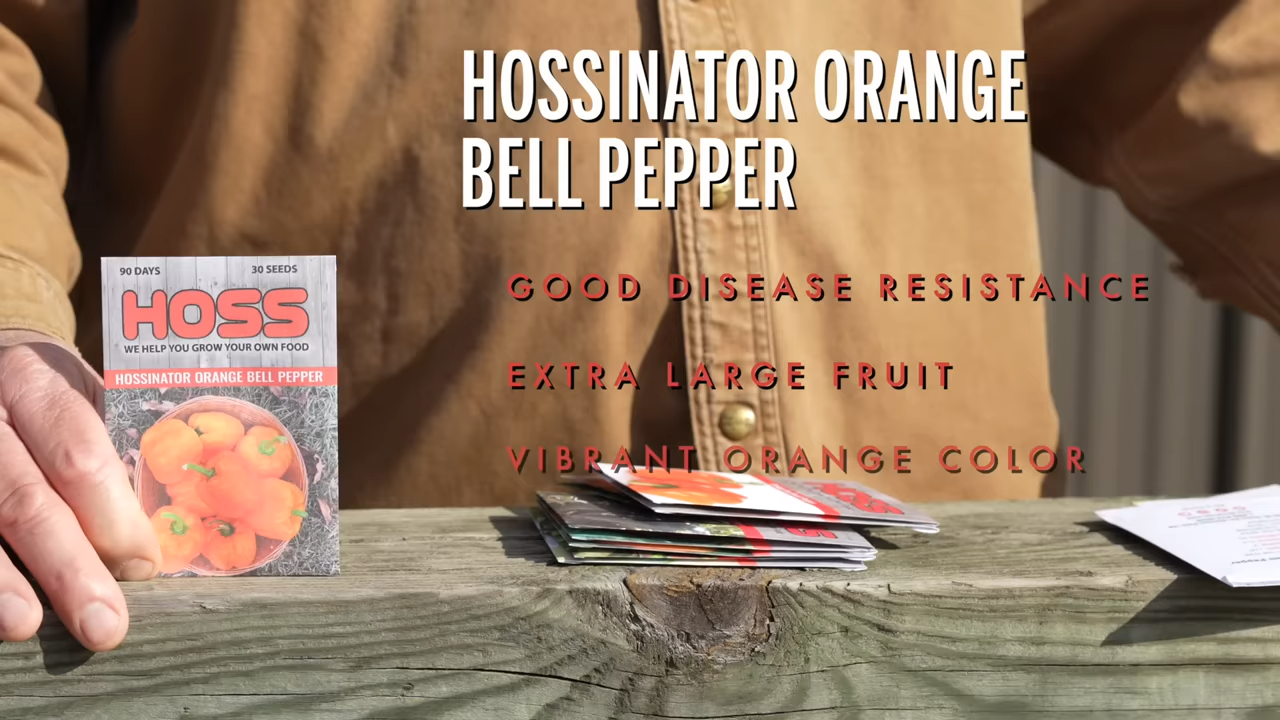 HOSSINATOR ORANGE
BELL PEPPER
GOOD DISEASE RESISTANCE
EXTRA LARGE FRUIT
VIBRANT ORANGE COLOR
90 DAYS
30 SEEDS
HOSS
WE HELP YOU GROW YOUR OWN FOOD
HOSSINATOR ORANGE BELL PEPPER
HOSS